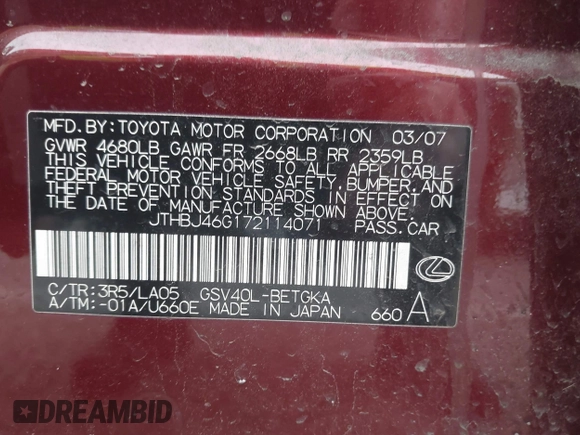 MFD.BY:TOYOTA MOTOR CORPORATION 03/07
GVWR 4680LB GAWR FR 2668LB RR 2359LB
THIS VEHICLE CONFORMS TO ALL APPLICABLE
FEDERAL MOTOR VEHICLE SAFETY,BUMPER,AND
THEFT PREVENTION STANDARDS IN EFFECT ON
THE DATE OF MANUFACTURE SHOWN ABOVE.
JTHBJ46G172114071 PASS.CAR
C/TR:3R5/LA05 GSV40L-BETGKA
A/TM:-01A/U660E MADE IN JAPAN 660 A
DREAMBID